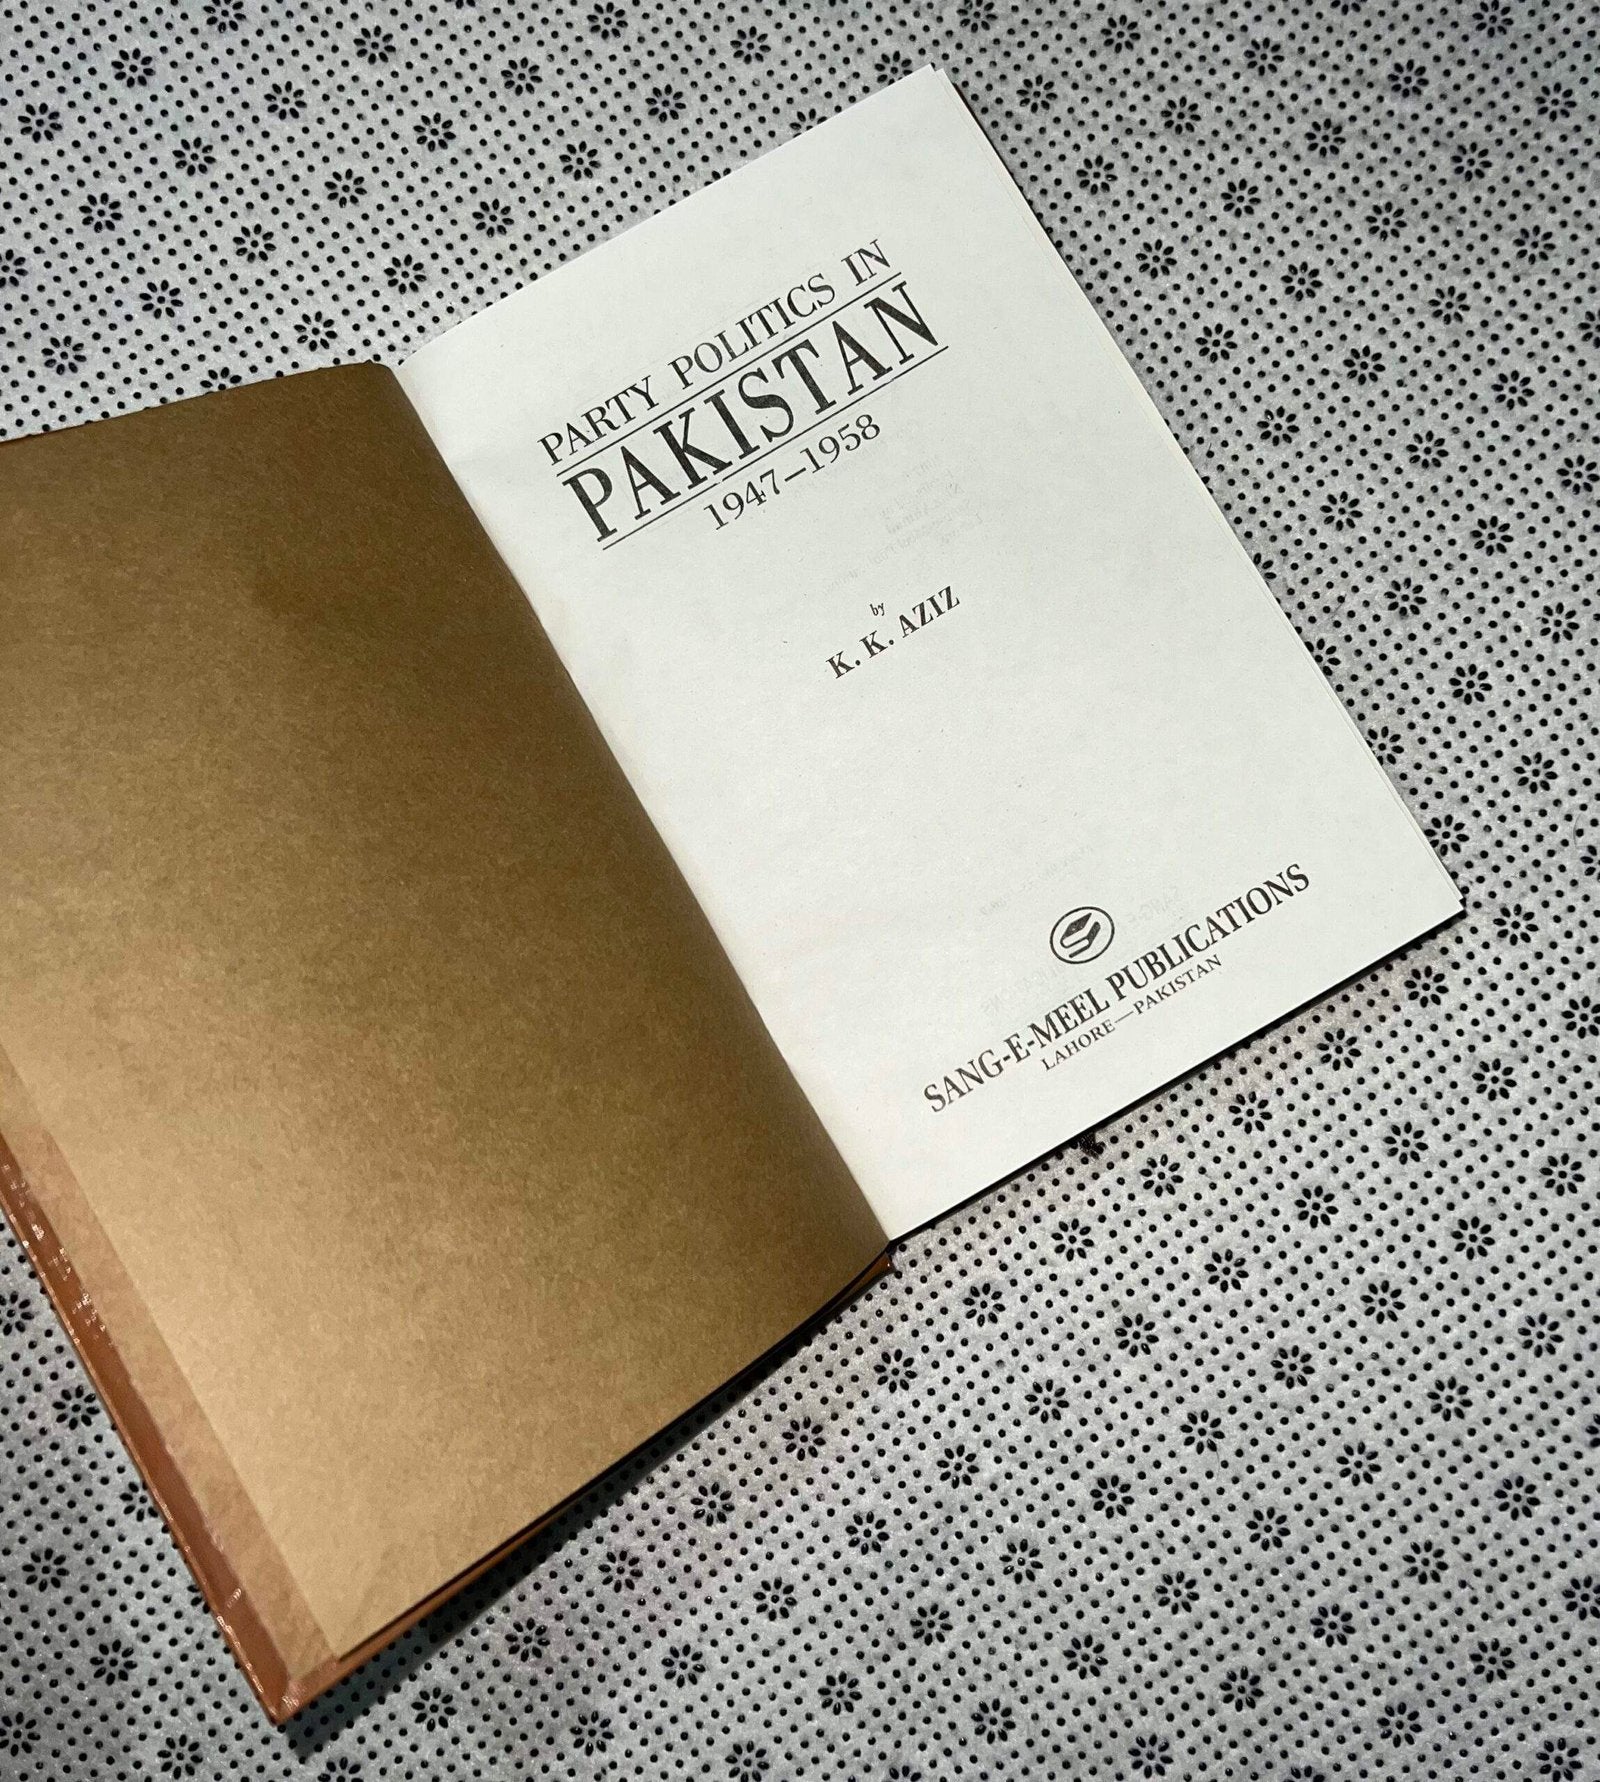 PARTY POLITICS IN
PAKISTAN
1947–1958
by
K. K. AZIZ
SANG-E-MEEL PUBLICATIONS
LAHORE—PAKISTAN